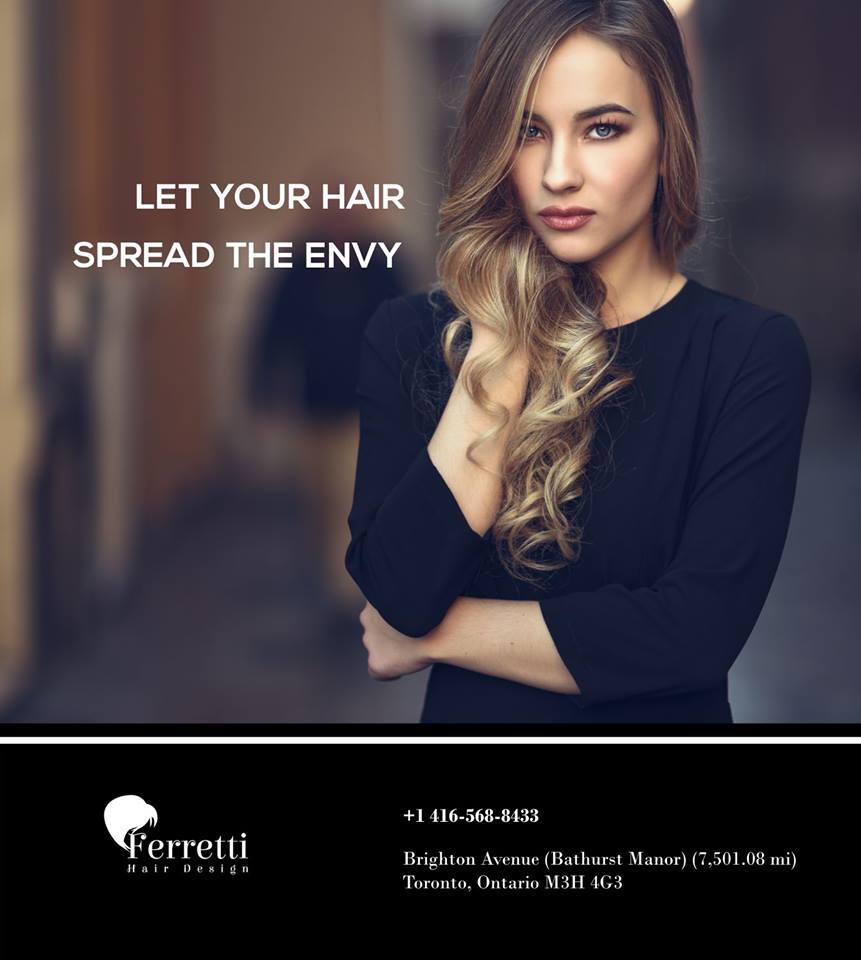 LET YOUR HAIR
SPREAD THE ENVY
Ferretti
Hair Design
+1 416-568-8433
Brighton Avenue (Bathurst Manor) (7,501.08 mi)
Toronto, Ontario M3H 4G3